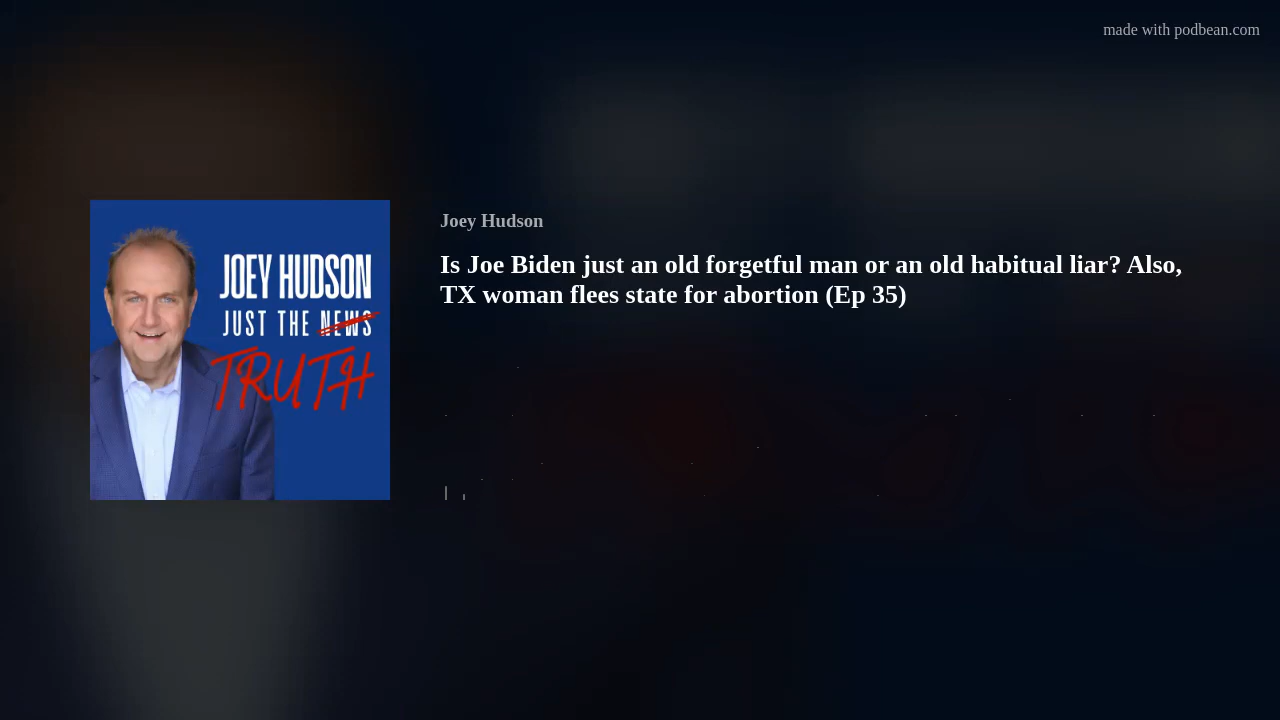 made with podbean.com
Joey Hudson
Is Joe Biden just an old forgetful man or an old habitual liar? Also,
TX woman flees state for abortion (Ep 35)
JOEY HUDSON
JUST THE NEWS
TRUTH